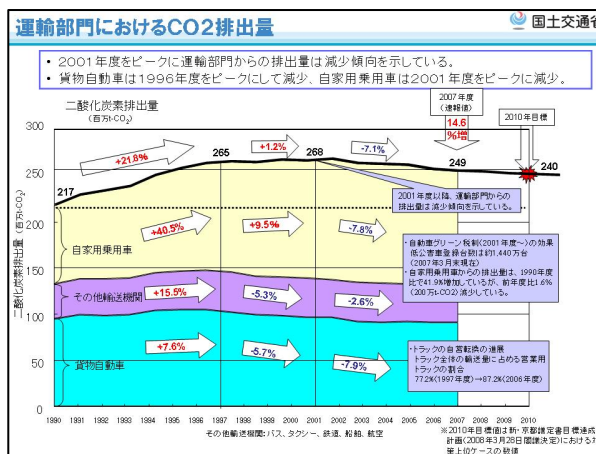 運輸部門におけるCO2排出量
国土交通省
• 2001年度をピークに運輸部門からの排出量は減少傾向を示している。
• 貨物自動車は1996年度をピークにして減少、自家用乗用車は2001年度をピークに減少。
二酸化炭素排出量
(百万t-CO2)
2007年度
(速報値)
14.6
%増
2010年目標
300
250
200
150
100
50
0
二酸化炭素排出量 (百万t-CO2)
217
+21.8%
265
+1.2%
268
-7.1%
249
240
2001年度以降、運輸部門からの
排出量は減少傾向を示している。
自家用乗用車
+40.5%
+9.5%
-7.8%
・自動車グリーン税制(2001年度~)の効果
低公害車登録台数は約1,440万台
(2007年3月末現在)
・自家用乗用車からの排出量は、1990年度
比で41.9%増加しているが、前年度比1.6%
(200万t-CO2)減少している。
その他輸送機関
+15.5%
-5.3%
-2.6%
貨物自動車
+7.6%
-5.7%
-7.9%
・トラックの自営転換の進展
トラック全体の輸送量に占める営業用
トラックの割合
77.2%(1997年度)→87.2%(2006年度)
1990 1991 1992 1993 1994 1995 1996 1997 1998 1999 2000 2001 2002 2003 2004 2005 2006 2007 2008 2009 2010
その他輸送機関:バス、タクシー、鉄道、船舶、航空
※2010年目標値は新・京都議定書目標達成
計画(2008年3月28日閣議決定)における対
策上位ケースの数値